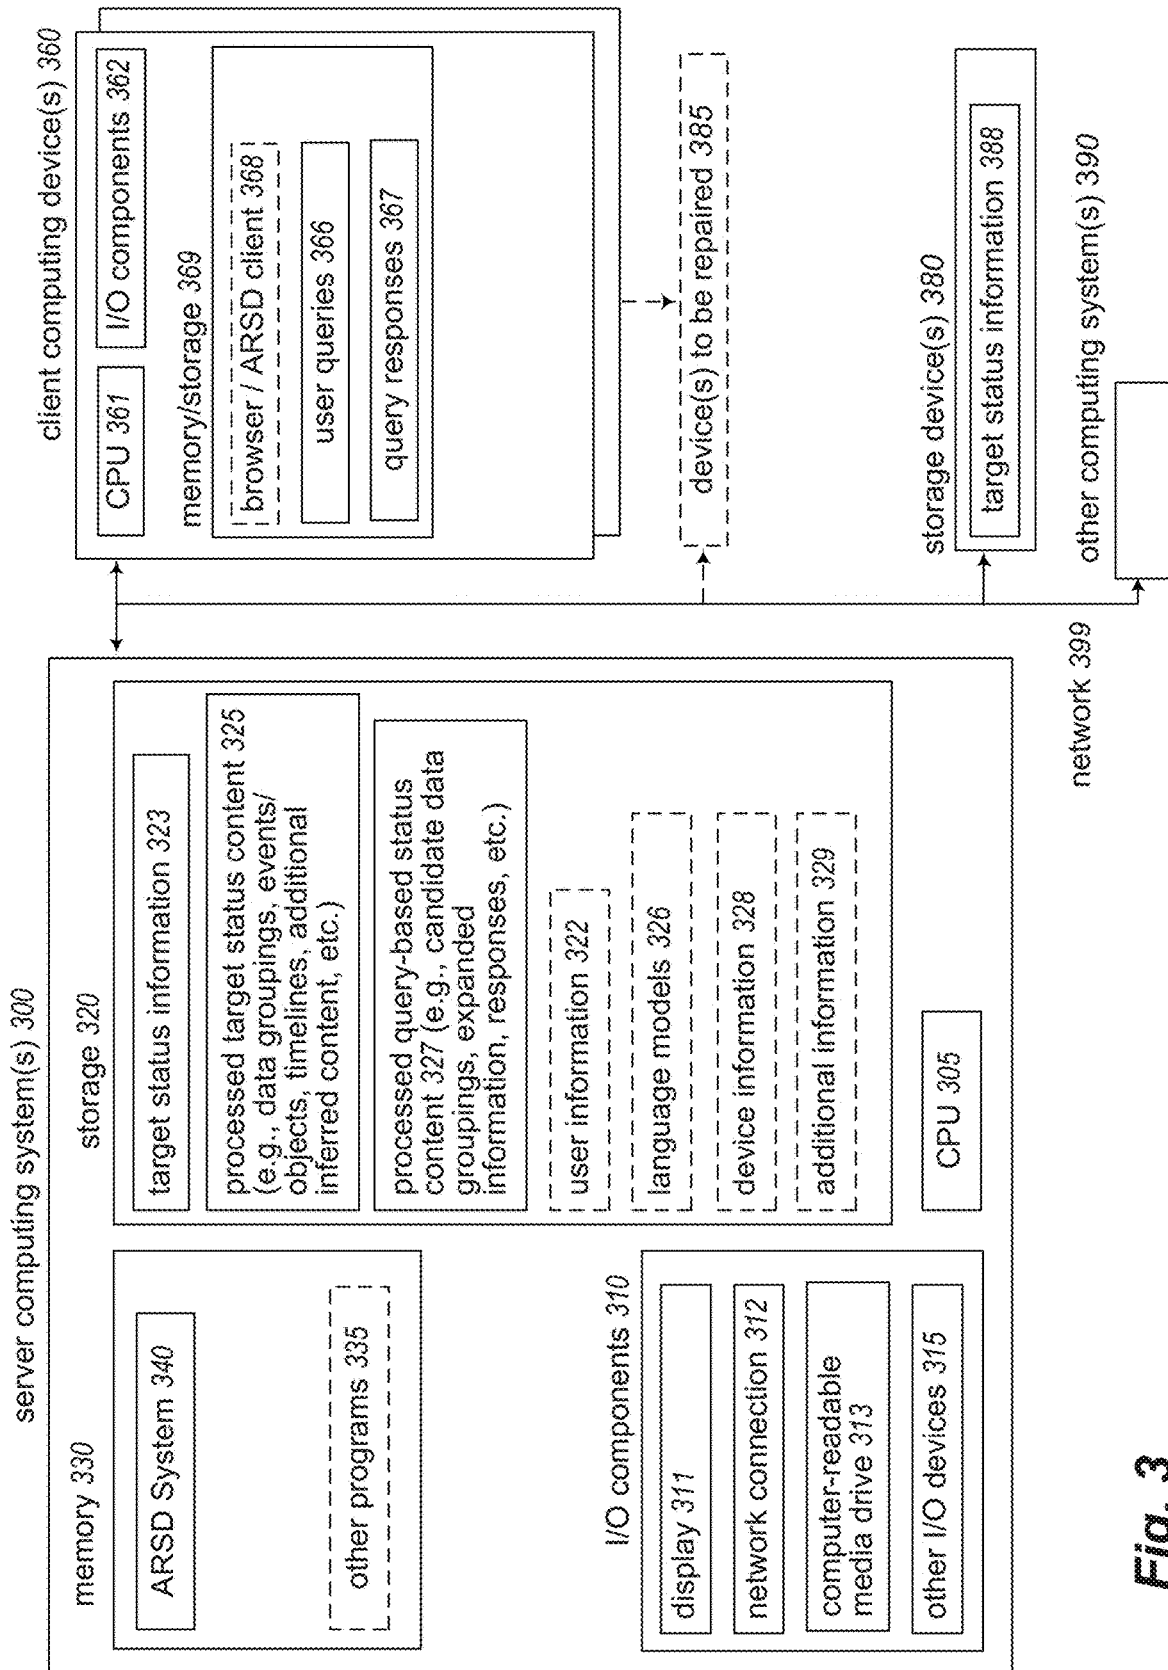 server computing system(s) 300
memory 330
ARSD System 340
other programs 335
I/O components 310
display 311
network connection 312
computer-readable
media drive 313
other I/O devices 315
storage 320
target status information 323
processed target status content 325
(e.g., data groupings, events/
objects, timelines, additional
inferred content, etc.)
processed query-based status
content 327 (e.g., candidate data
groupings, expanded
information, responses, etc.)
user information 322
language models 326
device information 328
additional information 329
CPU 305
client computing device(s) 360
CPU 361
I/O components 362
memory/storage 369
browser / ARSD client 368
user queries 366
query responses 367
device(s) to be repaired 385
storage device(s) 380
target status information 388
other computing system(s) 390
network 399
Fig. 3